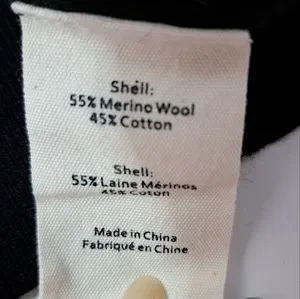 Shell:
55% Merino Wool
45% Cotton
Shell:
55% Laine Mérinos
45% Coton
Made in China
Fabriqué en Chine